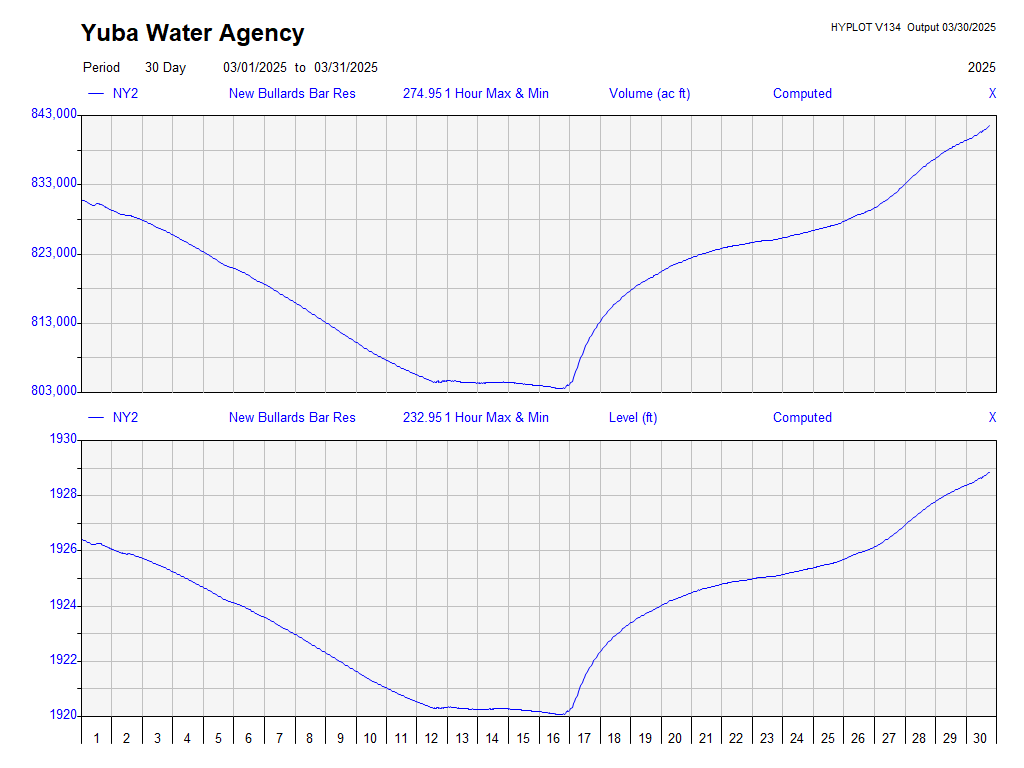 Yuba Water Agency
HYPLOT V134 Output 03/30/2025
Period 30 Day 03/01/2025 to 03/31/2025 2025
NY2 New Bullards Bar Res 274.95 1 Hour Max & Min Volume (ac ft) Computed X
843,000
833,000
823,000
813,000
803,000
NY2 New Bullards Bar Res 232.95 1 Hour Max & Min Level (ft) Computed X
1930
1928
1926
1924
1922
1920
1 2 3 4 5 6 7 8 9 10 11 12 13 14 15 16 17 18 19 20 21 22 23 24 25 26 27 28 29 30